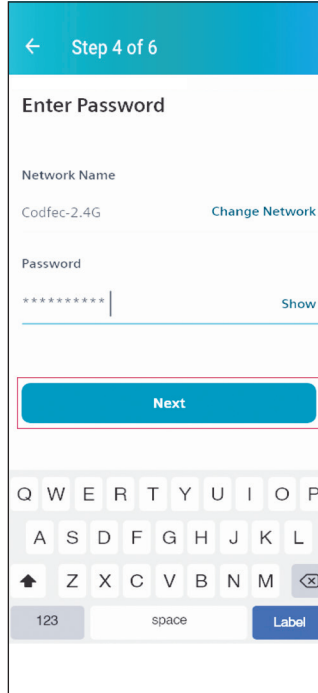 Step 4 of 6
Enter Password
Network Name
Codfec-2.4G Change Network
Password
********** Show
Next
Q W E R T Y U I O P
A S D F G H J K L
Z X C V B N M
123 space Label